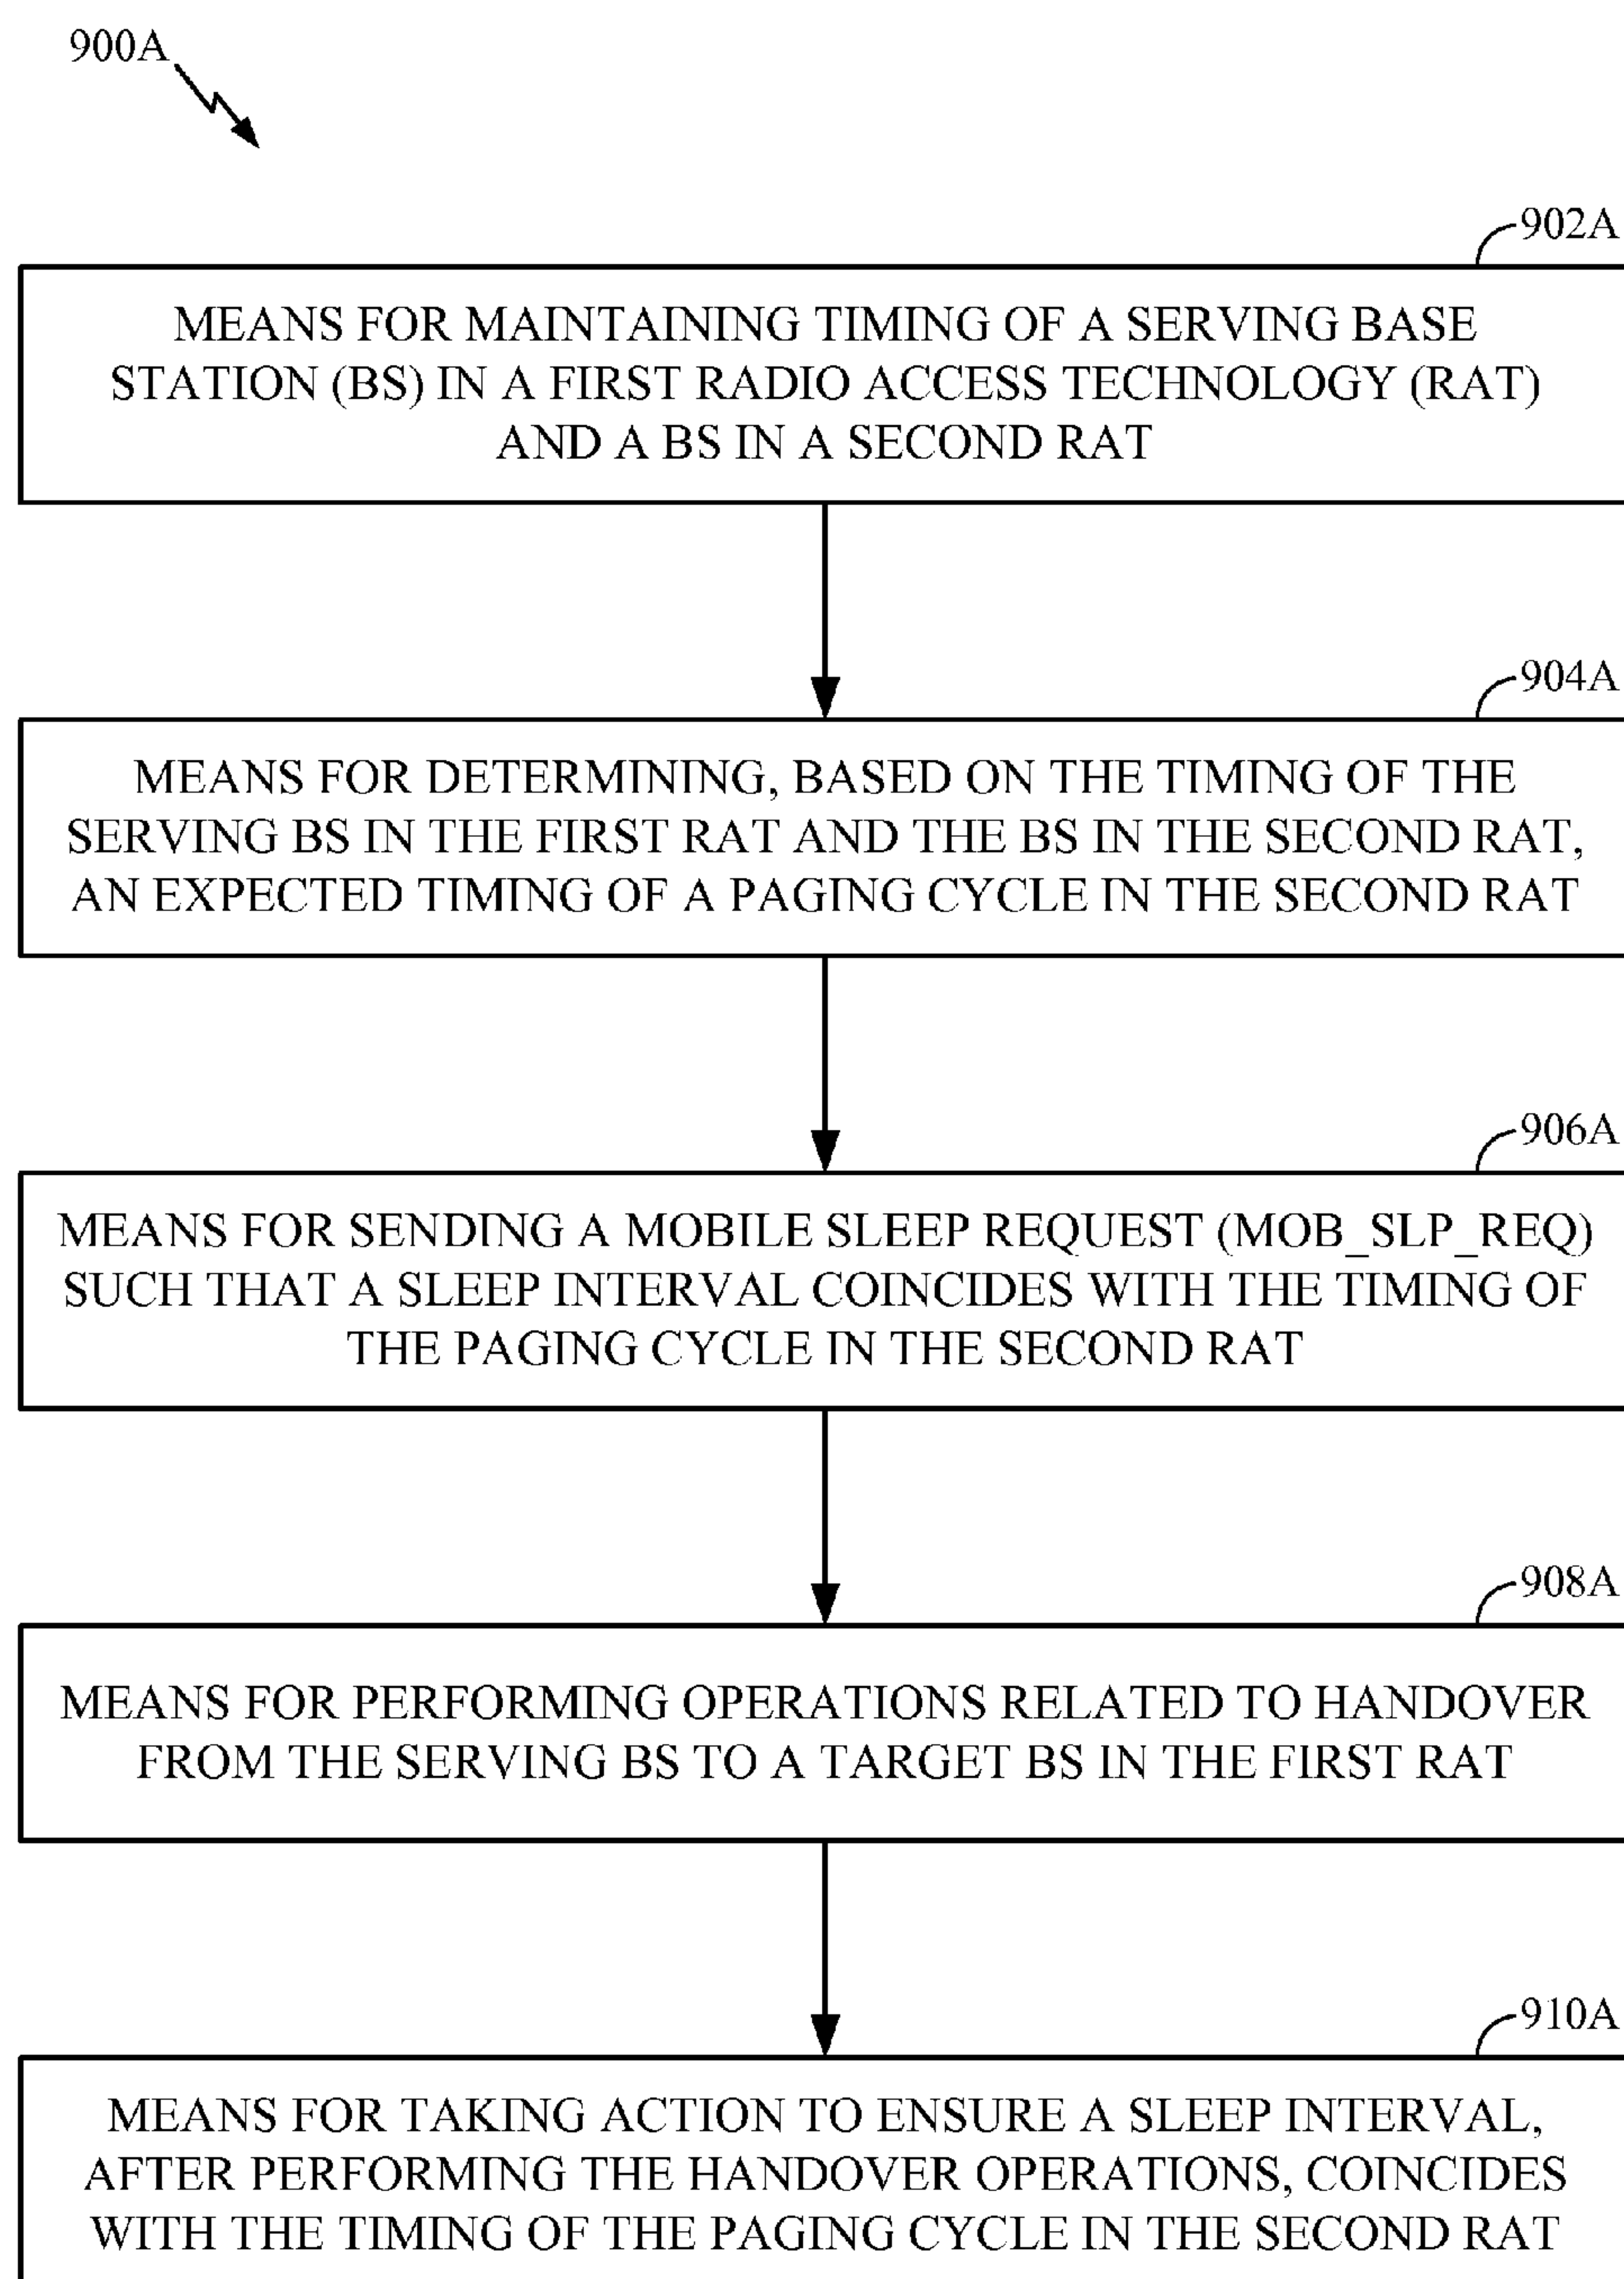 900A
902A
MEANS FOR MAINTAINING TIMING OF A SERVING BASE
STATION (BS) IN A FIRST RADIO ACCESS TECHNOLOGY (RAT)
AND A BS IN A SECOND RAT
904A
MEANS FOR DETERMINING, BASED ON THE TIMING OF THE
SERVING BS IN THE FIRST RAT AND THE BS IN THE SECOND RAT,
AN EXPECTED TIMING OF A PAGING CYCLE IN THE SECOND RAT
906A
MEANS FOR SENDING A MOBILE SLEEP REQUEST (MOB_SLP_REQ)
SUCH THAT A SLEEP INTERVAL COINCIDES WITH THE TIMING OF
THE PAGING CYCLE IN THE SECOND RAT
908A
MEANS FOR PERFORMING OPERATIONS RELATED TO HANDOVER
FROM THE SERVING BS TO A TARGET BS IN THE FIRST RAT
910A
MEANS FOR TAKING ACTION TO ENSURE A SLEEP INTERVAL,
AFTER PERFORMING THE HANDOVER OPERATIONS, COINCIDES
WITH THE TIMING OF THE PAGING CYCLE IN THE SECOND RAT